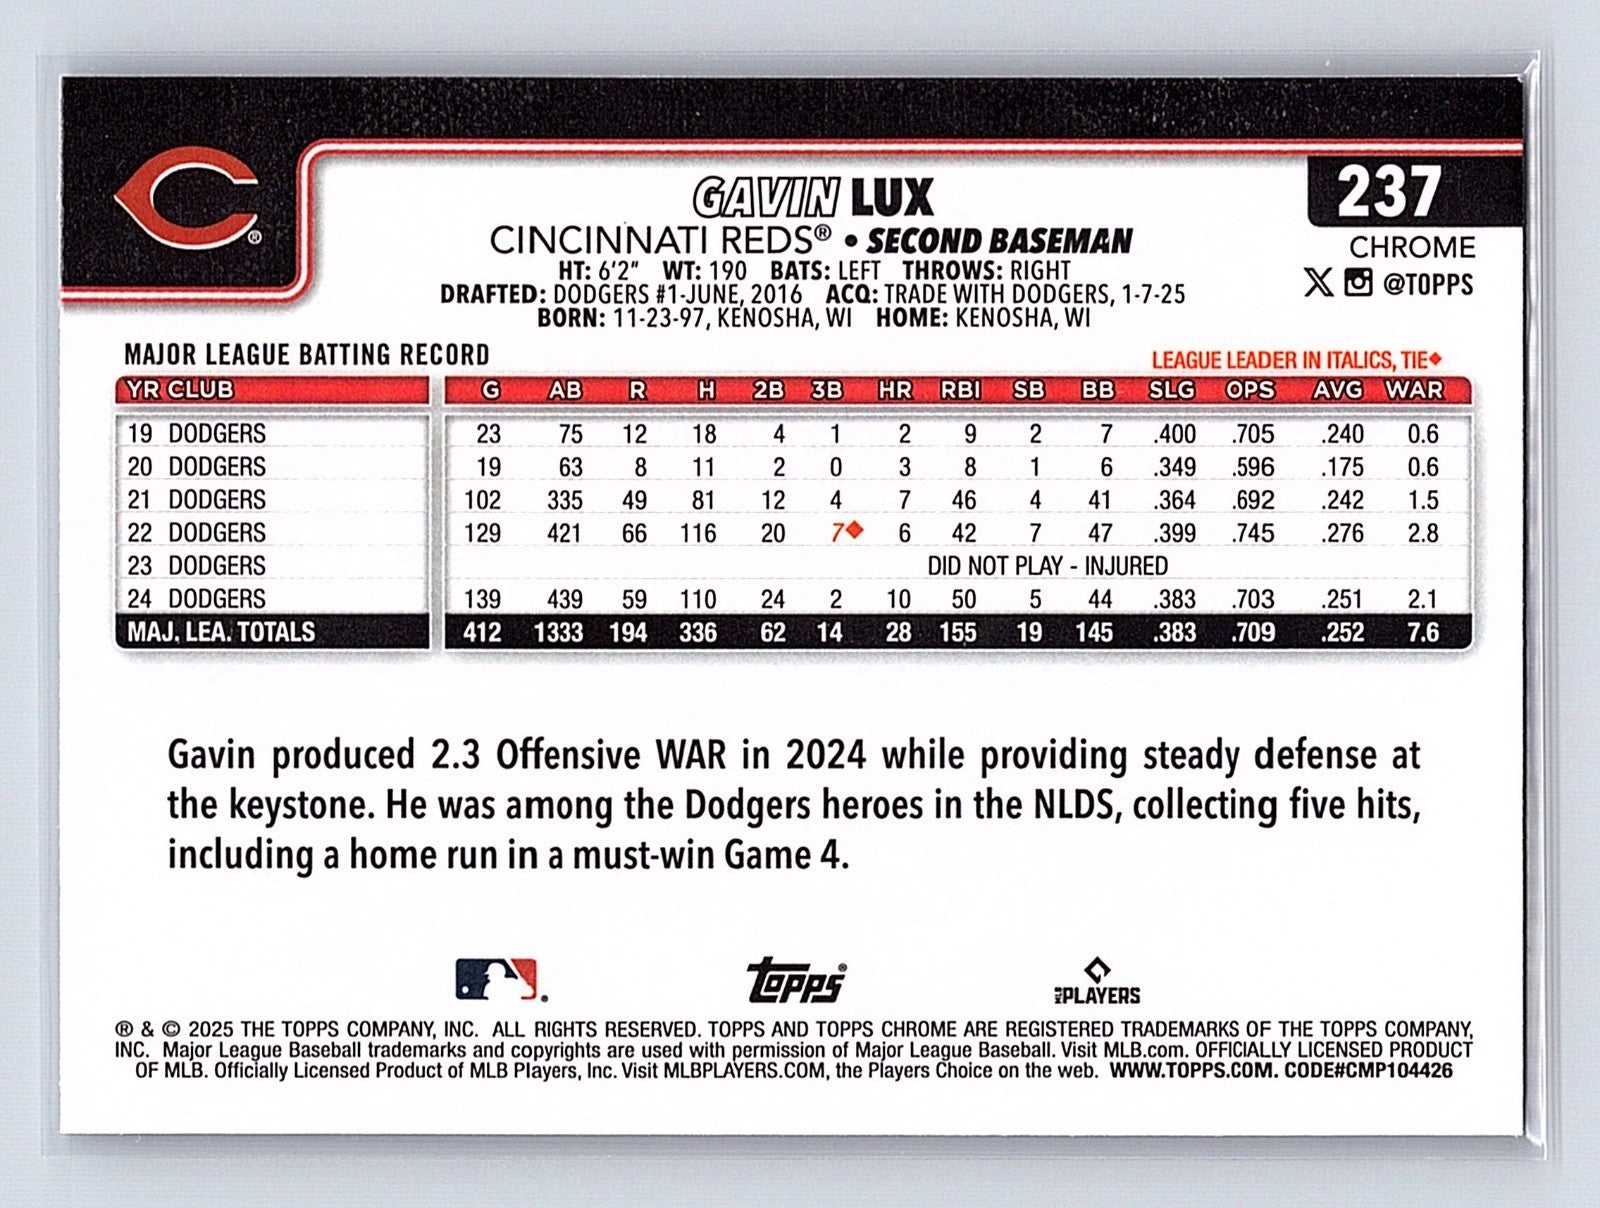 GAVIN LUX
237
CINCINNATI REDS® • SECOND BASEMAN
CHROME
HT: 6'2" WT: 190 BATS: LEFT THROWS: RIGHT
@TOPPS
DRAFTED: DODGERS #1-JUNE, 2016 ACQ: TRADE WITH DODGERS, 1-7-25
BORN: 11-23-97, KENOSHA, WI HOME: KENOSHA, WI
MAJOR LEAGUE BATTING RECORD
LEAGUE LEADER IN ITALICS, TIE◆
YR CLUB G AB R H 2B 3B HR RBI SB BB SLG OPS AVG WAR
19 DODGERS 23 75 12 18 4 1 2 9 2 7 .400 .705 .240 0.6
20 DODGERS 19 63 8 11 2 0 3 8 1 6 .349 .596 .175 0.6
21 DODGERS 102 335 49 81 12 4 7 46 4 41 .364 .692 .242 1.5
22 DODGERS 129 421 66 116 20 7◆ 6 42 7 47 .399 .745 .276 2.8
23 DODGERS DID NOT PLAY - INJURED
24 DODGERS 139 439 59 110 24 2 10 50 5 44 .383 .703 .251 2.1
MAJ. LEA. TOTALS 412 1333 194 336 62 14 28 155 19 145 .383 .709 .252 7.6
Gavin produced 2.3 Offensive WAR in 2024 while providing steady defense at
the keystone. He was among the Dodgers heroes in the NLDS, collecting five hits,
including a home run in a must-win Game 4.
Topps®
MLB PLAYERS
® & © 2025 THE TOPPS COMPANY, INC. ALL RIGHTS RESERVED. TOPPS AND TOPPS CHROME ARE REGISTERED TRADEMARKS OF THE TOPPS COMPANY,
INC. Major League Baseball trademarks and copyrights are used with permission of Major League Baseball. Visit MLB.com. OFFICIALLY LICENSED PRODUCT
OF MLB. Officially Licensed Product of MLB Players, Inc. Visit MLBPLAYERS.COM, the Players Choice on the web. WWW.TOPPS.COM. CODE#CMP104426